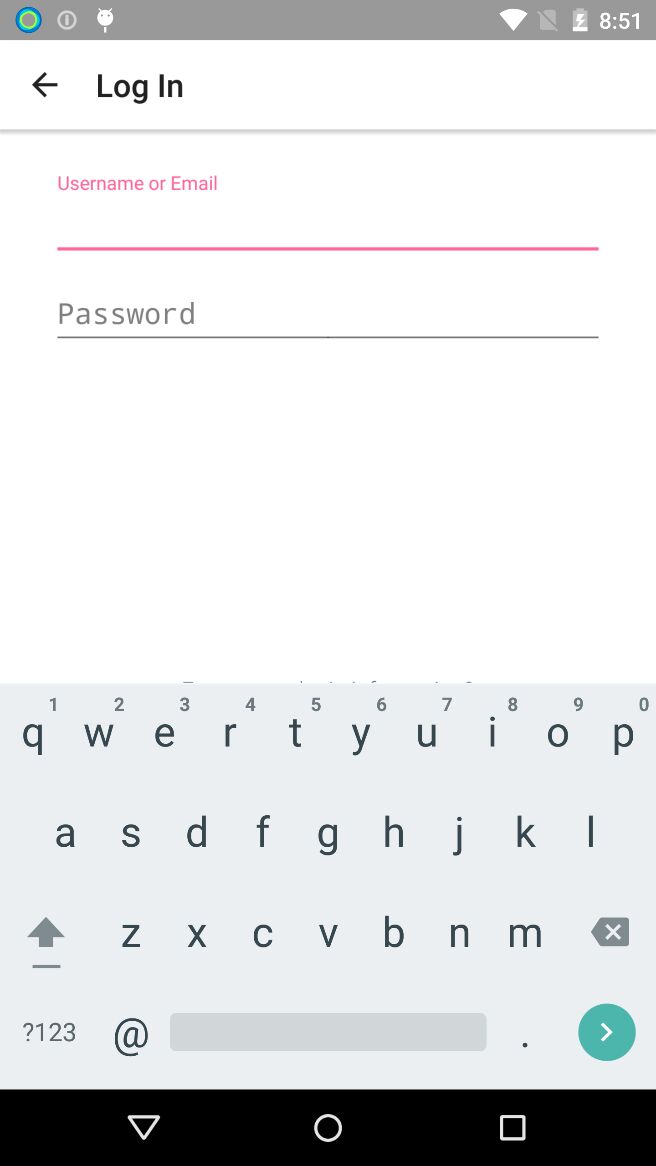 8:51
Log In
Username or Email
Password
1 2 3 4 5 6 7 8 9 0
q w e r t y u i o p
a s d f g h j k l
z x c v b n m
?123 @ .